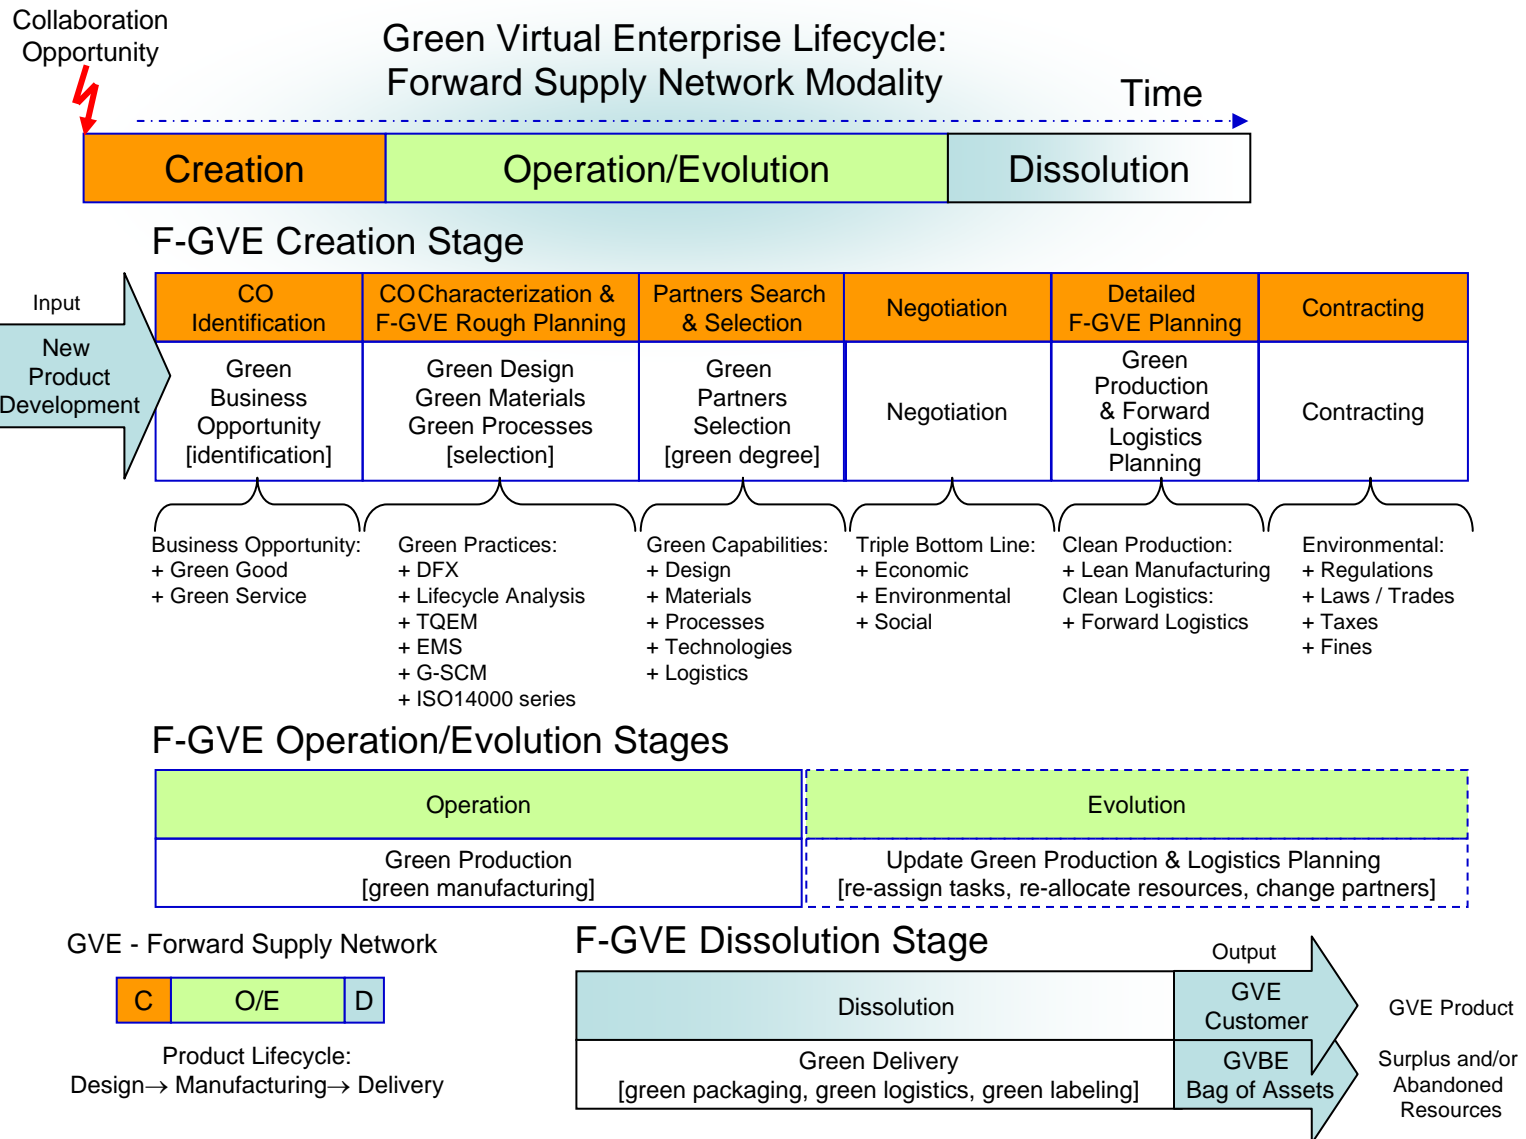 Collaboration
Opportunity
Green Virtual Enterprise Lifecycle:
Forward Supply Network Modality
Time
Creation
Operation/Evolution
Dissolution
F-GVE Creation Stage
Input
New
Product
Development
CO
Identification
CO Characterization &
F-GVE Rough Planning
Partners Search
& Selection
Negotiation
Detailed
F-GVE Planning
Contracting
Green
Business
Opportunity
[identification]
Green Design
Green Materials
Green Processes
[selection]
Green
Partners
Selection
[green degree]
Negotiation
Green
Production
& Forward
Logistics
Planning
Contracting
Business Opportunity:
+ Green Good
+ Green Service
Green Practices:
+ DFX
+ Lifecycle Analysis
+ TQEM
+ EMS
+ G-SCM
+ ISO14000 series
Green Capabilities:
+ Design
+ Materials
+ Processes
+ Technologies
+ Logistics
Triple Bottom Line:
+ Economic
+ Environmental
+ Social
Clean Production:
+ Lean Manufacturing
Clean Logistics:
+ Forward Logistics
Environmental:
+ Regulations
+ Laws / Trades
+ Taxes
+ Fines
F-GVE Operation/Evolution Stages
Operation
Evolution
Green Production
[green manufacturing]
Update Green Production & Logistics Planning
[re-assign tasks, re-allocate resources, change partners]
GVE - Forward Supply Network
C
O/E
D
Product Lifecycle:
Design→ Manufacturing→ Delivery
F-GVE Dissolution Stage
Output
Dissolution
GVE
Customer
GVE Product
Green Delivery
[green packaging, green logistics, green labeling]
GVBE
Bag of Assets
Surplus and/or
Abandoned
Resources